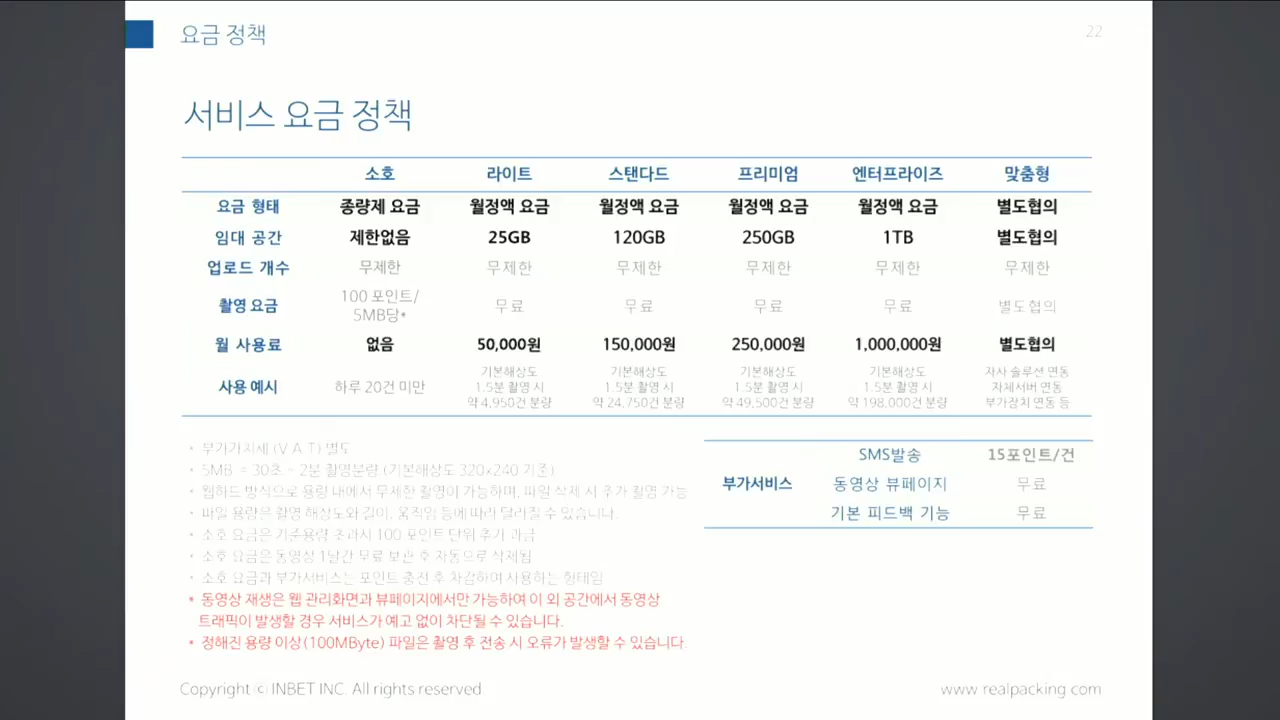 요금 정책
22
서비스 요금 정책
소호 라이트 스탠다드 프리미엄 엔터프라이즈 맞춤형
요금 형태 종량제 요금 월정액 요금 월정액 요금 월정액 요금 월정액 요금 별도협의
임대 공간 제한없음 25GB 120GB 250GB 1TB 별도협의
업로드 개수 무제한 무제한 무제한 무제한 무제한 무제한
촬영 요금 100 포인트/ 5MB당* 무료 무료 무료 무료 별도협의
월 사용료 없음 50,000원 150,000원 250,000원 1,000,000원 별도협의
기본해상도 기본해상도 기본해상도 기본해상도 자사 솔루션 연동
사용 예시 하루 20건 미만 1.5분 촬영 시 1.5분 촬영 시 1.5분 촬영 시 1.5분 촬영 시 자체서버 연동
약 4,950건 분량 약 24,750건 분량 약 49,500건 분량 약 198,000건 분량 부가장치 연동 등
* 부가가치세 (V.A.T) 별도
* 5MB = 30초 ~ 2분 촬영분량 (기본해상도 320x240 기준)
* 웹하드 방식으로 용량 내에서 무제한 촬영이 가능하며, 파일 삭제 시 추가 촬영 가능
* 파일 용량은 촬영 해상도와 길이, 움직임 등에 따라 달라질 수 있습니다.
* 소호 요금은 기준용량 초과시 100 포인트 단위 추가 과금
* 소호 요금은 동영상 1달간 무료 보관 후 자동으로 삭제됨
* 소호 요금과 부가서비스는 포인트 충전 후 차감하여 사용하는 형태임
* 동영상 재생은 웹 관리화면과 뷰페이지에서만 가능하여 이 외 공간에서 동영상
트래픽이 발생할 경우 서비스가 예고 없이 차단될 수 있습니다.
* 정해진 용량 이상(100MByte) 파일은 촬영 후 전송 시 오류가 발생할 수 있습니다.
SMS발송 15포인트/건
부가서비스 동영상 뷰페이지 무료
기본 피드백 기능 무료
Copyright ⓒ INBET INC. All rights reserved.
www.realpacking.com